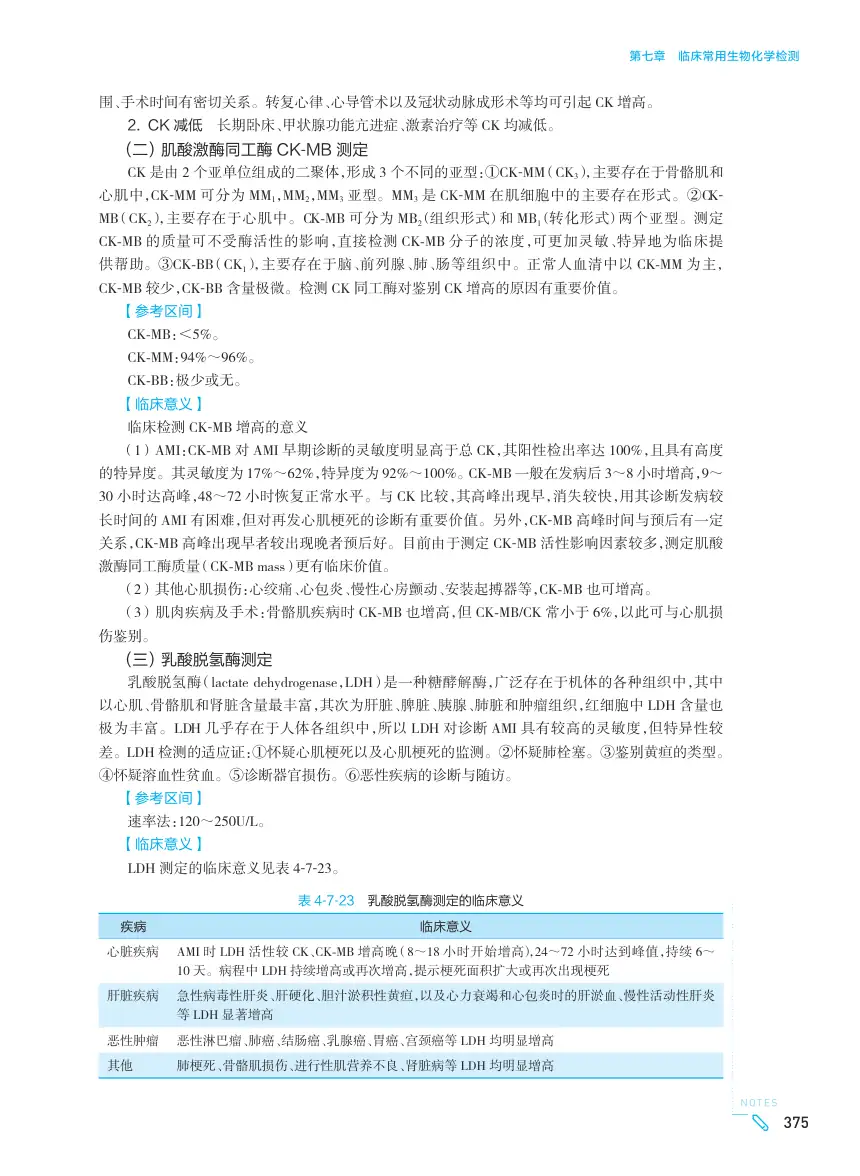 第七章 临床常用生物化学检测
围、手术时间有密切关系。转复心律、心导管术以及冠状动脉成形术等均可引起 CK 增高。
2. CK 减低 长期卧床、甲状腺功能亢进症、激素治疗等 CK 均减低。
（二）肌酸激酶同工酶 CK-MB 测定
CK 是由 2 个亚单位组成的二聚体，形成 3 个不同的亚型：①CK-MM（CK₃），主要存在于骨骼肌和
心肌中，CK-MM 可分为 MM₁，MM₂，MM₃ 亚型。MM₃ 是 CK-MM 在肌细胞中的主要存在形式。②CK-
MB（CK₂），主要存在于心肌中。CK-MB 可分为 MB₂（组织形式）和 MB₁（转化形式）两个亚型。测定
CK-MB 的质量可不受酶活性的影响，直接检测 CK-MB 分子的浓度，可更加灵敏、特异地为临床提
供帮助。③CK-BB（CK₁），主要存在于脑、前列腺、肺、肠等组织中。正常人血清中以 CK-MM 为主，
CK-MB 较少，CK-BB 含量极微。检测 CK 同工酶对鉴别 CK 增高的原因有重要价值。
【参考区间】
CK-MB：＜5%。
CK-MM：94%～96%。
CK-BB：极少或无。
【临床意义】
临床检测 CK-MB 增高的意义
（1）AMI：CK-MB 对 AMI 早期诊断的灵敏度明显高于总 CK，其阳性检出率达 100%，且具有高度
的特异度。其灵敏度为 17%～62%，特异度为 92%～100%。CK-MB 一般在发病后 3～8 小时增高，9～
30 小时达高峰，48～72 小时恢复正常水平。与 CK 比较，其高峰出现早，消失较快，用其诊断发病较
长时间的 AMI 有困难，但对再发心肌梗死的诊断有重要价值。另外，CK-MB 高峰时间与预后有一定
关系，CK-MB 高峰出现早者较出现晚者预后好。目前由于测定 CK-MB 活性影响因素较多，测定肌酸
激酶同工酶质量（CK-MB mass）更有临床价值。
（2）其他心肌损伤：心绞痛、心包炎、慢性心房颤动、安装起搏器等，CK-MB 也可增高。
（3）肌肉疾病及手术：骨骼肌疾病时 CK-MB 也增高，但 CK-MB/CK 常小于 6%，以此可与心肌损
伤鉴别。
（三）乳酸脱氢酶测定
乳酸脱氢酶（lactate dehydrogenase，LDH）是一种糖酵解酶，广泛存在于机体的各种组织中，其中
以心肌、骨骼肌和肾脏含量最丰富，其次为肝脏、脾脏、胰腺、肺脏和肿瘤组织，红细胞中 LDH 含量也
极为丰富。LDH 几乎存在于人体各组织中，所以 LDH 对诊断 AMI 具有较高的灵敏度，但特异性较
差。LDH 检测的适应证：①怀疑心肌梗死以及心肌梗死的监测。②怀疑肺栓塞。③鉴别黄疸的类型。
④怀疑溶血性贫血。⑤诊断器官损伤。⑥恶性疾病的诊断与随访。
【参考区间】
速率法：120～250U/L。
【临床意义】
LDH 测定的临床意义见表 4-7-23。
表 4-7-23 乳酸脱氢酶测定的临床意义
疾病 临床意义
心脏疾病 AMI 时 LDH 活性较 CK、CK-MB 增高晚（8～18 小时开始增高），24～72 小时达到峰值，持续 6～
10 天。病程中 LDH 持续增高或再次增高，提示梗死面积扩大或再次出现梗死
肝脏疾病 急性病毒性肝炎、肝硬化、胆汁淤积性黄疸，以及心力衰竭和心包炎时的肝淤血、慢性活动性肝炎
等 LDH 显著增高
恶性肿瘤 恶性淋巴瘤、肺癌、结肠癌、乳腺癌、胃癌、宫颈癌等 LDH 均明显增高
其他 肺梗死、骨骼肌损伤、进行性肌营养不良、肾脏病等 LDH 均明显增高
NOTES
375